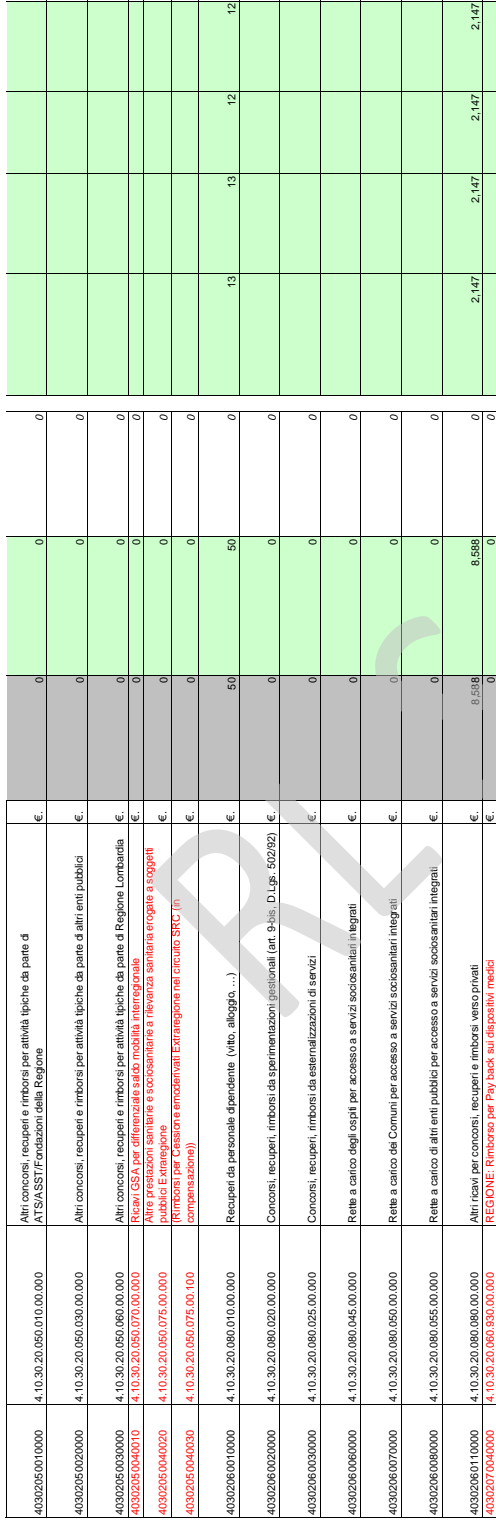 40302050010000 4.10.30.20.050.010.00.000 Altri concorsi, recuperi e rimborsi per attività tipiche da parte di
ATS/ASST/Fondazioni della Regione €. 0 0 0
40302050020000 4.10.30.20.050.030.00.000 Altri concorsi, recuperi e rimborsi per attività tipiche da parte di altri enti pubblici €. 0 0 0
40302050030000 4.10.30.20.050.060.00.000 Altri concorsi, recuperi e rimborsi per attività tipiche da parte di Regione Lombardia €. 0 0 0
40302050040010 4.10.30.20.050.070.00.000 Ricavi GSA per differenziale saldo mobilità interregionale €. 0 0 0
40302050040020 4.10.30.20.050.075.00.000 Altre prestazioni sanitarie e sociosanitarie a rilevanza sanitaria erogate a soggetti
pubblici Extraregione €. 0 0 0
40302050040030 4.10.30.20.050.075.00.100 (Rimborsi per Cessione emoderivati Extraregione nel circuito SRC (in
compensazione)) €. 0 0 0
40302060010000 4.10.30.20.080.010.00.000 Recuperi da personale dipendente (vitto, alloggio, …) €. 50 50 0 13 13 12 12
40302060020000 4.10.30.20.080.020.00.000 Concorsi, recuperi, rimborsi da sperimentazioni gestionali (art. 9-bis, D.Lgs. 502/92) €. 0 0 0
40302060030000 4.10.30.20.080.025.00.000 Concorsi, recuperi, rimborsi da esternalizzazioni di servizi €. 0 0 0
40302060060000 4.10.30.20.080.045.00.000 Rette a carico degli ospiti per accesso a servizi sociosanitari integrati €. 0 0 0
40302060070000 4.10.30.20.080.050.00.000 Rette a carico dei Comuni per accesso a servizi sociosanitari integrati €. 0 0 0
40302060080000 4.10.30.20.080.055.00.000 Rette a carico di altri enti pubblici per accesso a servizi sociosanitari integrati €. 0 0 0
40302060110000 4.10.30.20.080.080.00.000 Altri ricavi per concorsi, recuperi e rimborsi verso privati €. 8,588 8,588 0 2,147 2,147 2,147 2,147
40302070040000 4.10.30.20.060.930.00.000 REGIONE: Rimborso per Pay back sui dispositivi medici €. 0 0 0
RL